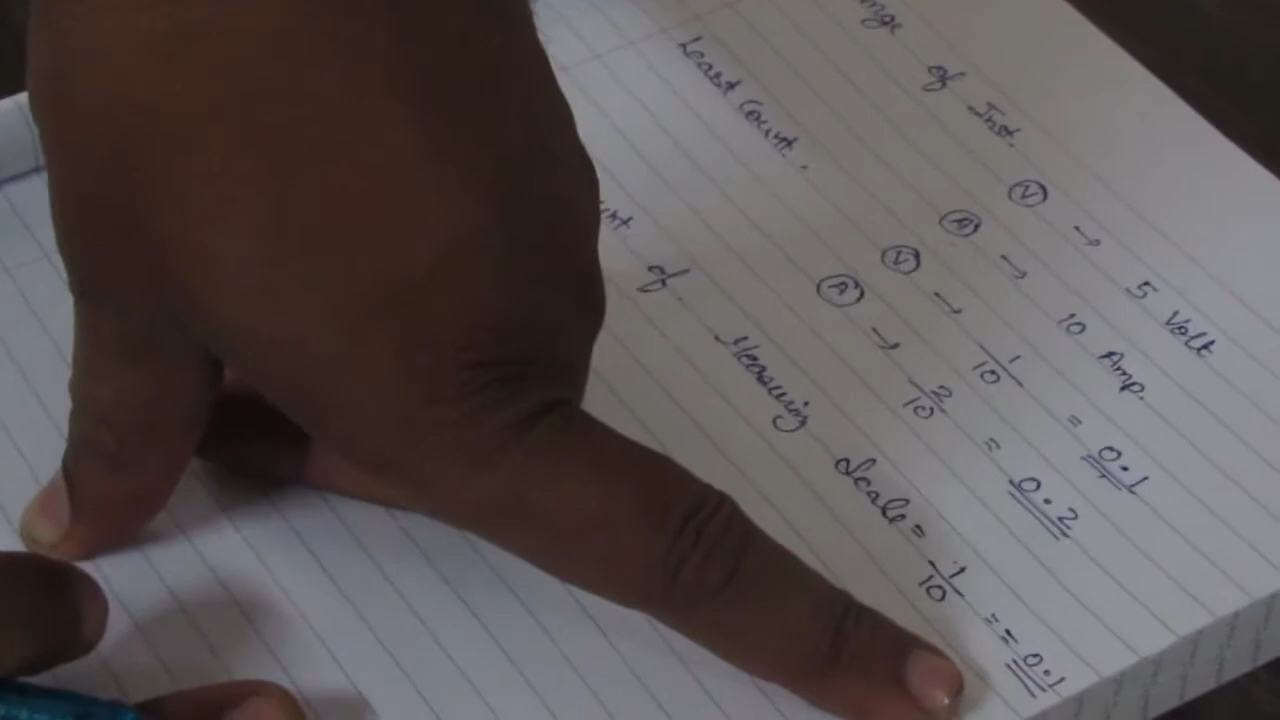 of Inst. Ⓥ → 5 Volt
Ⓐ → 10 Amp.
Least Count. Ⓥ → 1/10 = 0.1
Ⓐ → 2/10 = 0.2
of Measuring Scale = 1/10 = = 0.1